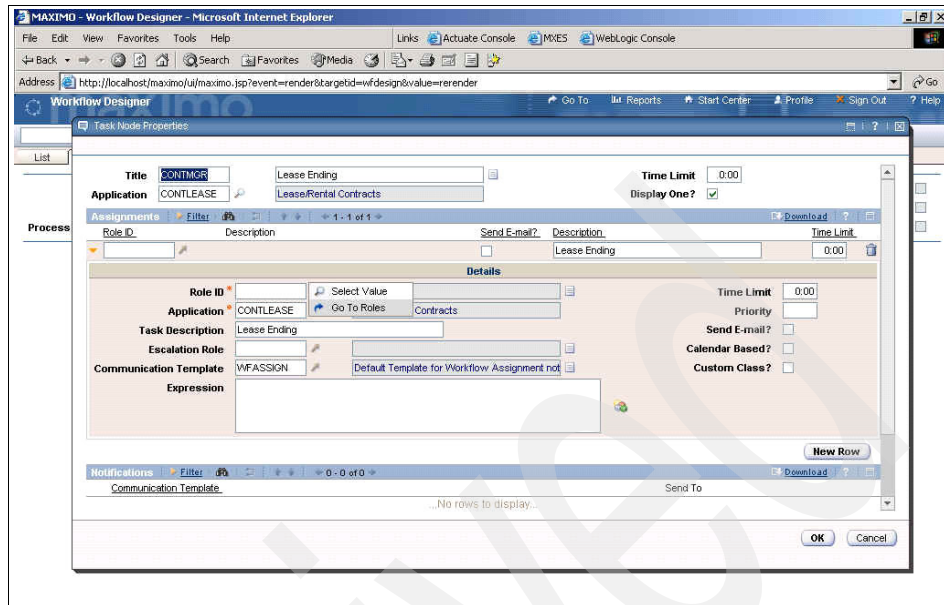 MAXIMO - Workflow Designer - Microsoft Internet Explorer
File Edit View Favorites Tools Help Links Actuate Console MXES WebLogic Console
Back Search Favorites Media
Address http://localhost/maximo/ui/maximo.jsp?event=render&targetid=wfdesign&value=rerender Go
Workflow Designer Go To Reports Start Center Profile Sign Out ? Help
Task Node Properties ?
List
Title CONTMGR Lease Ending Time Limit 0:00
Application CONTLEASE Lease/Rental Contracts Display One?
Process
Assignments Filter 1 - 1 of 1 Download ?
Role ID Description Send E-mail? Description Time Limit
Lease Ending 0:00
Details
Role ID * Select Value Time Limit 0:00
Application * CONTLEASE Go To Roles Contracts Priority
Task Description Lease Ending Send E-mail?
Escalation Role Calendar Based?
Communication Template WFASSIGN Default Template for Workflow Assignment not Custom Class?
Expression
New Row
Notifications Filter 0 - 0 of 0 Download ?
Communication Template Send To
...No rows to display...
OK Cancel